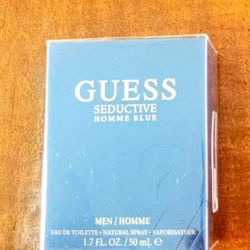 GUESS
SEDUCTIVE
HOMME BLUE
MEN / HOMME
EAU DE TOILETTE • NATURAL SPRAY • VAPORISATEUR
1.7 FL. OZ. / 50 ml ℮